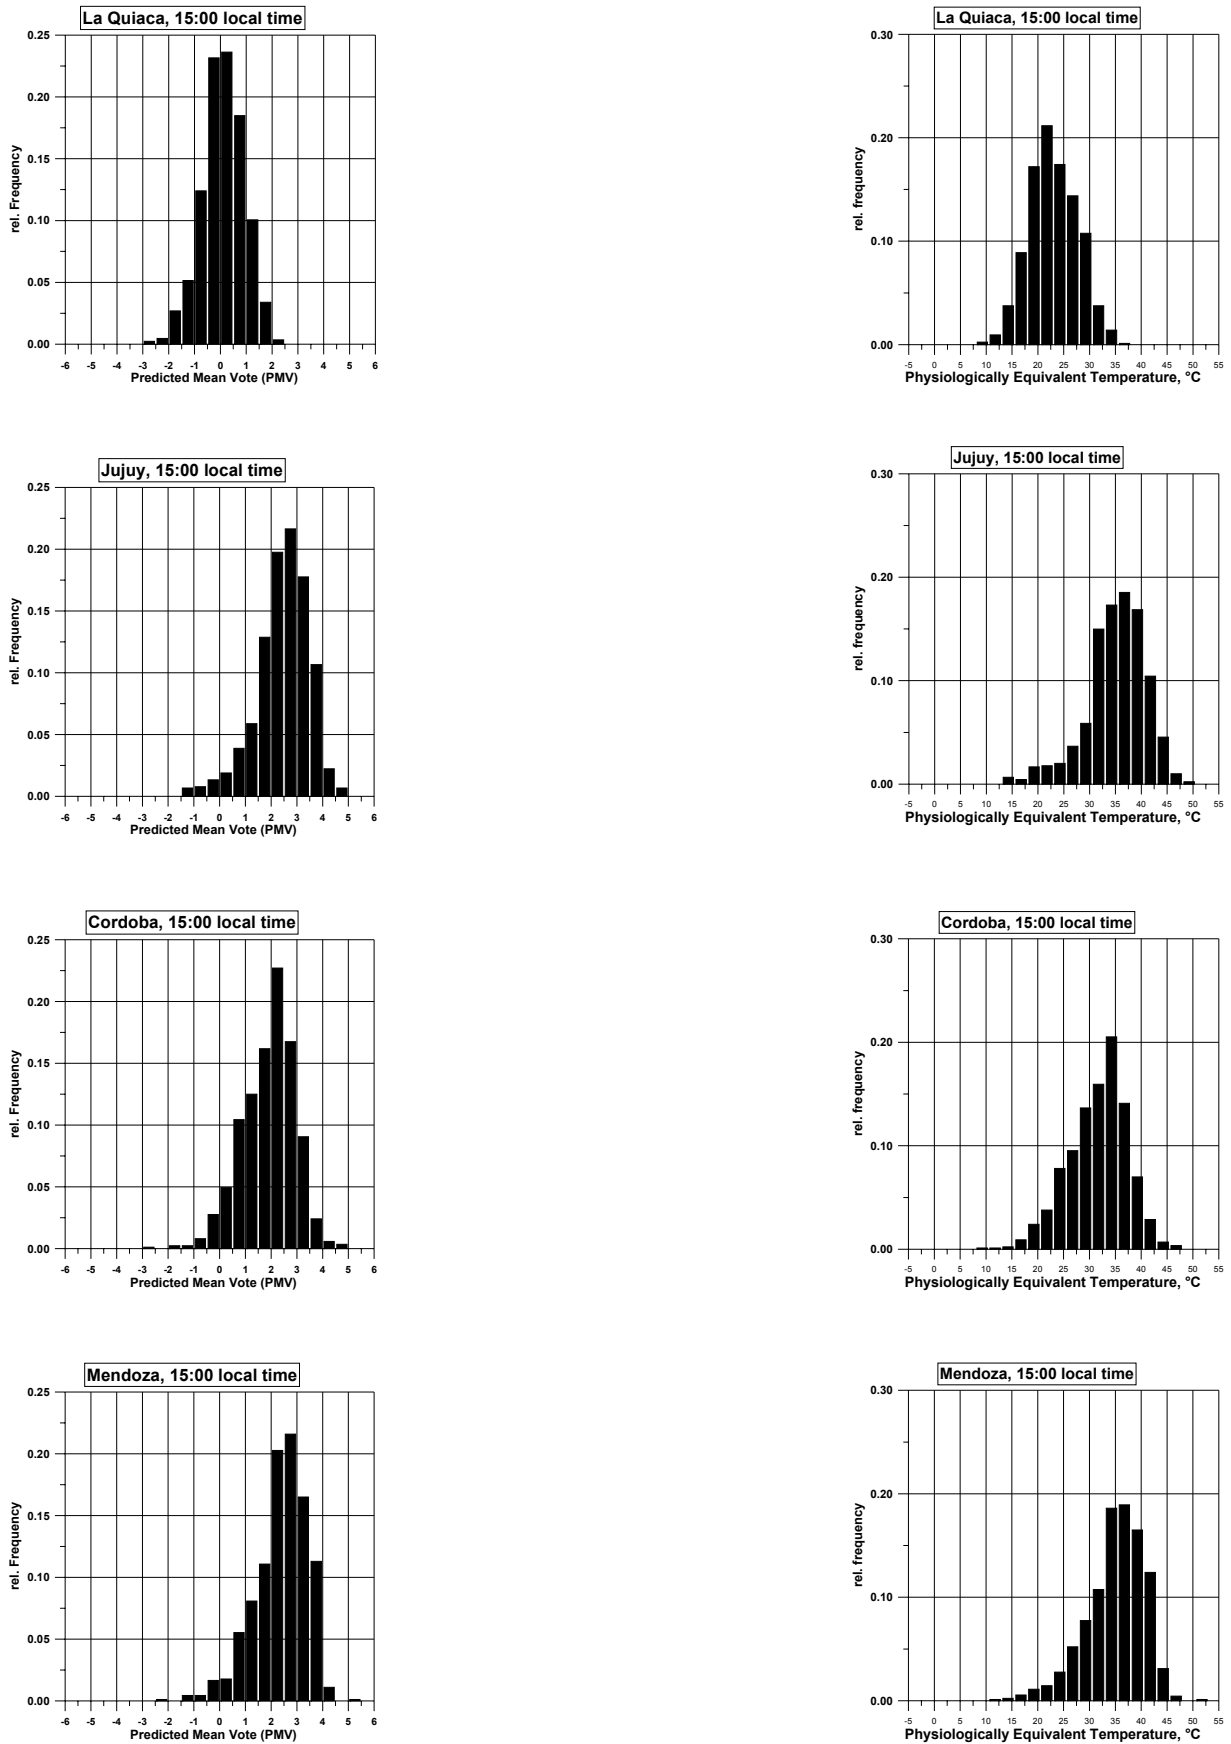 La Quiaca, 15:00 local time
0.25
0.20
0.15
0.10
0.05
0.00
rel. Frequency
-6 -5 -4 -3 -2 -1 0 1 2 3 4 5 6
Predicted Mean Vote (PMV)
La Quiaca, 15:00 local time
0.30
0.20
0.10
0.00
rel. frequency
-5 0 5 10 15 20 25 30 35 40 45 50 55
Physiologically Equivalent Temperature, °C
Jujuy, 15:00 local time
0.25
0.20
0.15
0.10
0.05
0.00
rel. Frequency
-6 -5 -4 -3 -2 -1 0 1 2 3 4 5 6
Predicted Mean Vote (PMV)
Jujuy, 15:00 local time
0.30
0.20
0.10
0.00
rel. frequency
-5 0 5 10 15 20 25 30 35 40 45 50 55
Physiologically Equivalent Temperature, °C
Cordoba, 15:00 local time
0.25
0.20
0.15
0.10
0.05
0.00
rel. Frequency
-6 -5 -4 -3 -2 -1 0 1 2 3 4 5 6
Predicted Mean Vote (PMV)
Cordoba, 15:00 local time
0.30
0.20
0.10
0.00
rel. frequency
-5 0 5 10 15 20 25 30 35 40 45 50 55
Physiologically Equivalent Temperature, °C
Mendoza, 15:00 local time
0.25
0.20
0.15
0.10
0.05
0.00
rel. Frequency
-6 -5 -4 -3 -2 -1 0 1 2 3 4 5 6
Predicted Mean Vote (PMV)
Mendoza, 15:00 local time
0.30
0.20
0.10
0.00
rel. frequency
-5 0 5 10 15 20 25 30 35 40 45 50 55
Physiologically Equivalent Temperature, °C